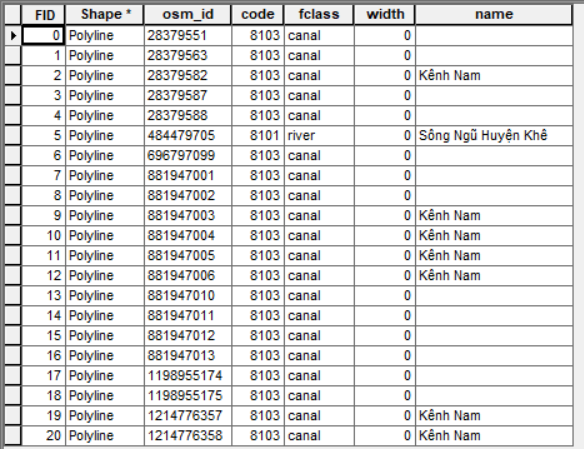 FID Shape * osm_id code fclass width name
0 Polyline 28379551 8103 canal 0
1 Polyline 28379563 8103 canal 0
2 Polyline 28379582 8103 canal 0 Kênh Nam
3 Polyline 28379587 8103 canal 0
4 Polyline 28379588 8103 canal 0
5 Polyline 484479705 8101 river 0 Sông Ngũ Huyện Khê
6 Polyline 696797099 8103 canal 0
7 Polyline 881947001 8103 canal 0
8 Polyline 881947002 8103 canal 0
9 Polyline 881947003 8103 canal 0 Kênh Nam
10 Polyline 881947004 8103 canal 0 Kênh Nam
11 Polyline 881947005 8103 canal 0 Kênh Nam
12 Polyline 881947006 8103 canal 0 Kênh Nam
13 Polyline 881947010 8103 canal 0
14 Polyline 881947011 8103 canal 0
15 Polyline 881947012 8103 canal 0
16 Polyline 881947013 8103 canal 0
17 Polyline 1198955174 8103 canal 0
18 Polyline 1198955175 8103 canal 0
19 Polyline 1214776357 8103 canal 0 Kênh Nam
20 Polyline 1214776358 8103 canal 0 Kênh Nam